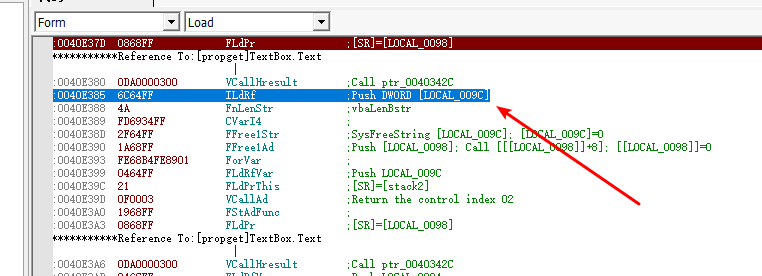 Form Load
:0040E37D 0868FF FLdPr ;[SR]=[LOCAL_0098]
***********Reference To:[propget]TextBox.Text
|
:0040E380 0DA0000300 VCallHresult ;Call ptr_0040342C
:0040E385 6C64FF ILdRf ;Push DWORD [LOCAL_009C]
:0040E388 4A FnLenStr ;vbaLenBstr
:0040E389 FD6934FF CVarI4 ;
:0040E38D 2F64FF FFree1Str ;SysFreeString [LOCAL_009C]; [LOCAL_009C]=0
:0040E390 1A68FF FFree1Ad ;Push [LOCAL_0098]; Call [[[LOCAL_0098]]+8]; [[LOCAL_0098]]=0
:0040E393 FE68B4FE8901 ForVar ;
:0040E399 0464FF FLdRfVar ;Push LOCAL_009C
:0040E39C 21 FLdPrThis ;[SR]=[stack2]
:0040E39D 0F0003 VCallAd ;Return the control index 02
:0040E3A0 1968FF FStAdFunc ;
:0040E3A3 0868FF FLdPr ;[SR]=[LOCAL_0098]
***********Reference To:[propget]TextBox.Text
|
:0040E3A6 0DA0000300 VCallHresult ;Call ptr_0040342C